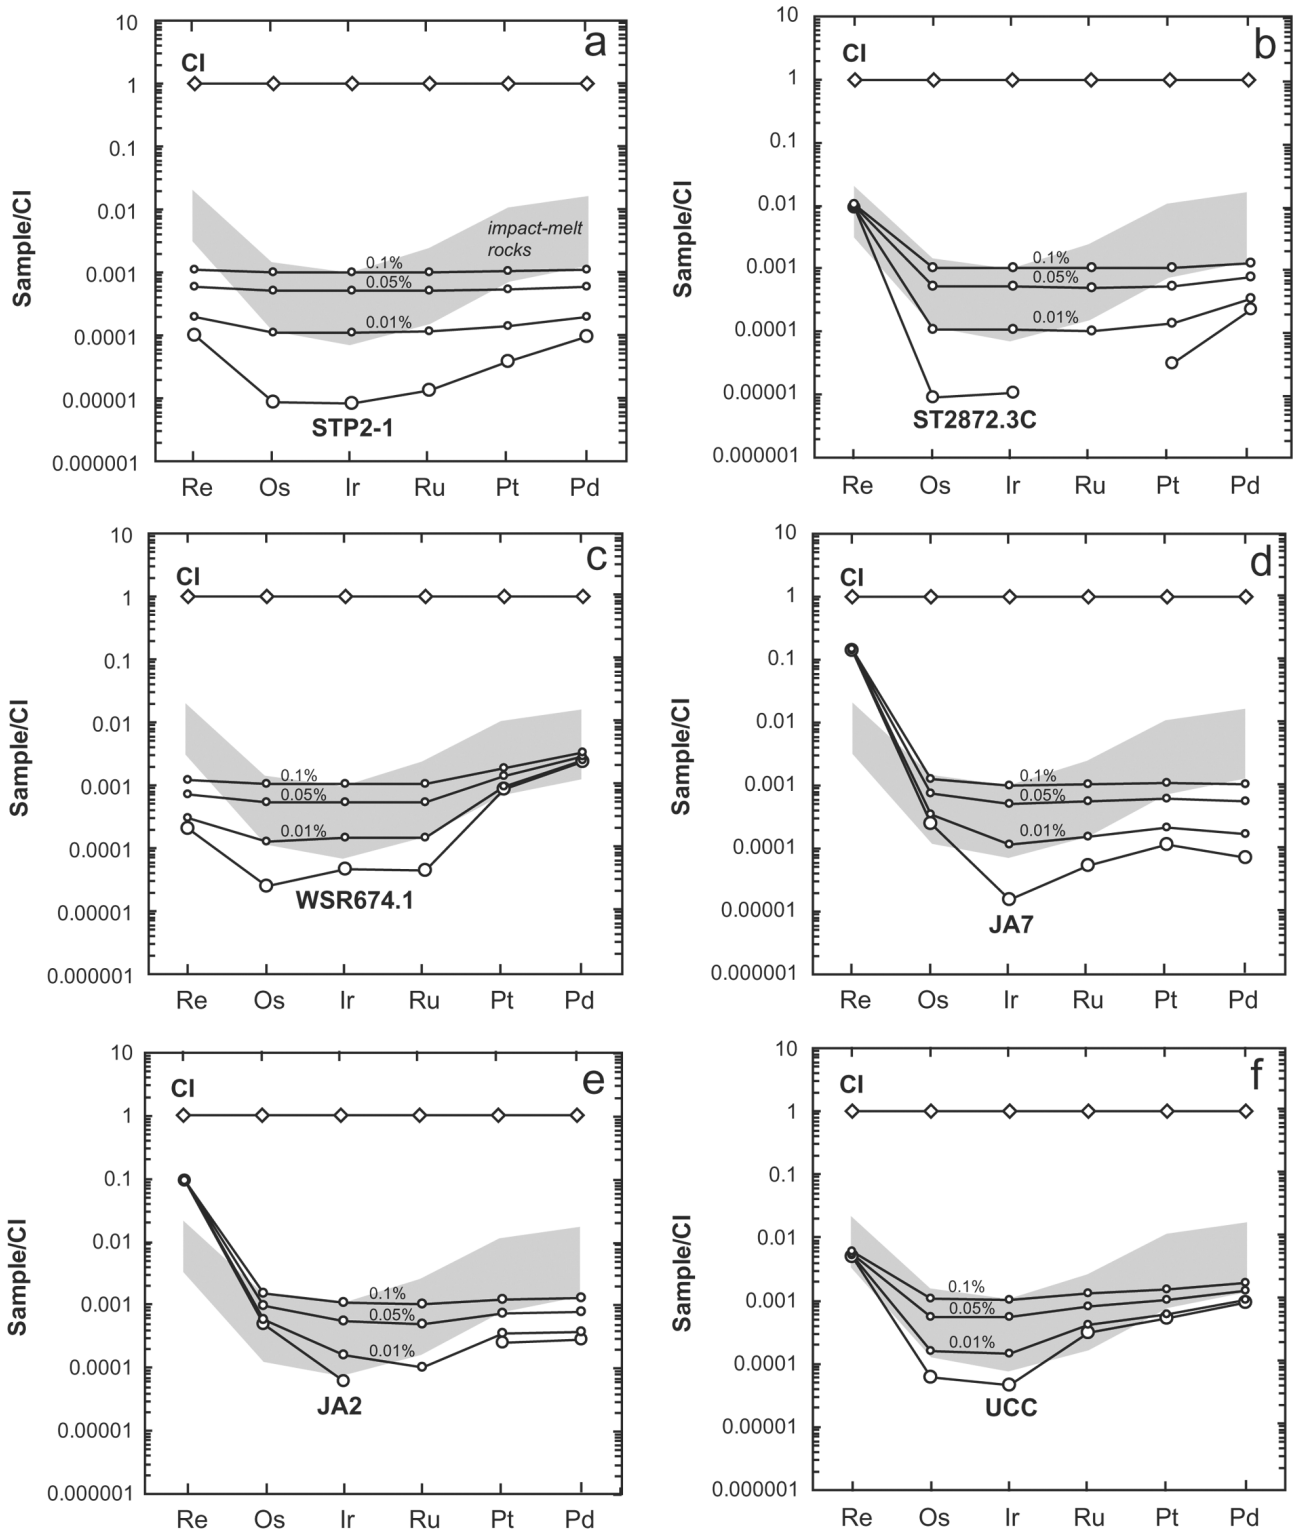 a
10
CI
1
0.1
0.01
0.001
0.0001
0.00001
0.000001
Sample/CI
impact-melt
rocks
0.1%
0.05%
0.01%
STP2-1
Re Os Ir Ru Pt Pd
b
10
CI
1
0.1
0.01
0.001
0.0001
0.00001
0.000001
Sample/CI
0.1%
0.05%
0.01%
ST2872.3C
Re Os Ir Ru Pt Pd
c
10
CI
1
0.1
0.01
0.001
0.0001
0.00001
0.000001
Sample/CI
0.1%
0.05%
0.01%
WSR674.1
Re Os Ir Ru Pt Pd
d
10
CI
1
0.1
0.01
0.001
0.0001
0.00001
0.000001
Sample/CI
0.1%
0.05%
0.01%
JA7
Re Os Ir Ru Pt Pd
e
10
CI
1
0.1
0.01
0.001
0.0001
0.00001
0.000001
Sample/CI
0.1%
0.05%
0.01%
JA2
Re Os Ir Ru Pt Pd
f
10
CI
1
0.1
0.01
0.001
0.0001
0.00001
0.000001
Sample/CI
0.1%
0.05%
0.01%
UCC
Re Os Ir Ru Pt Pd